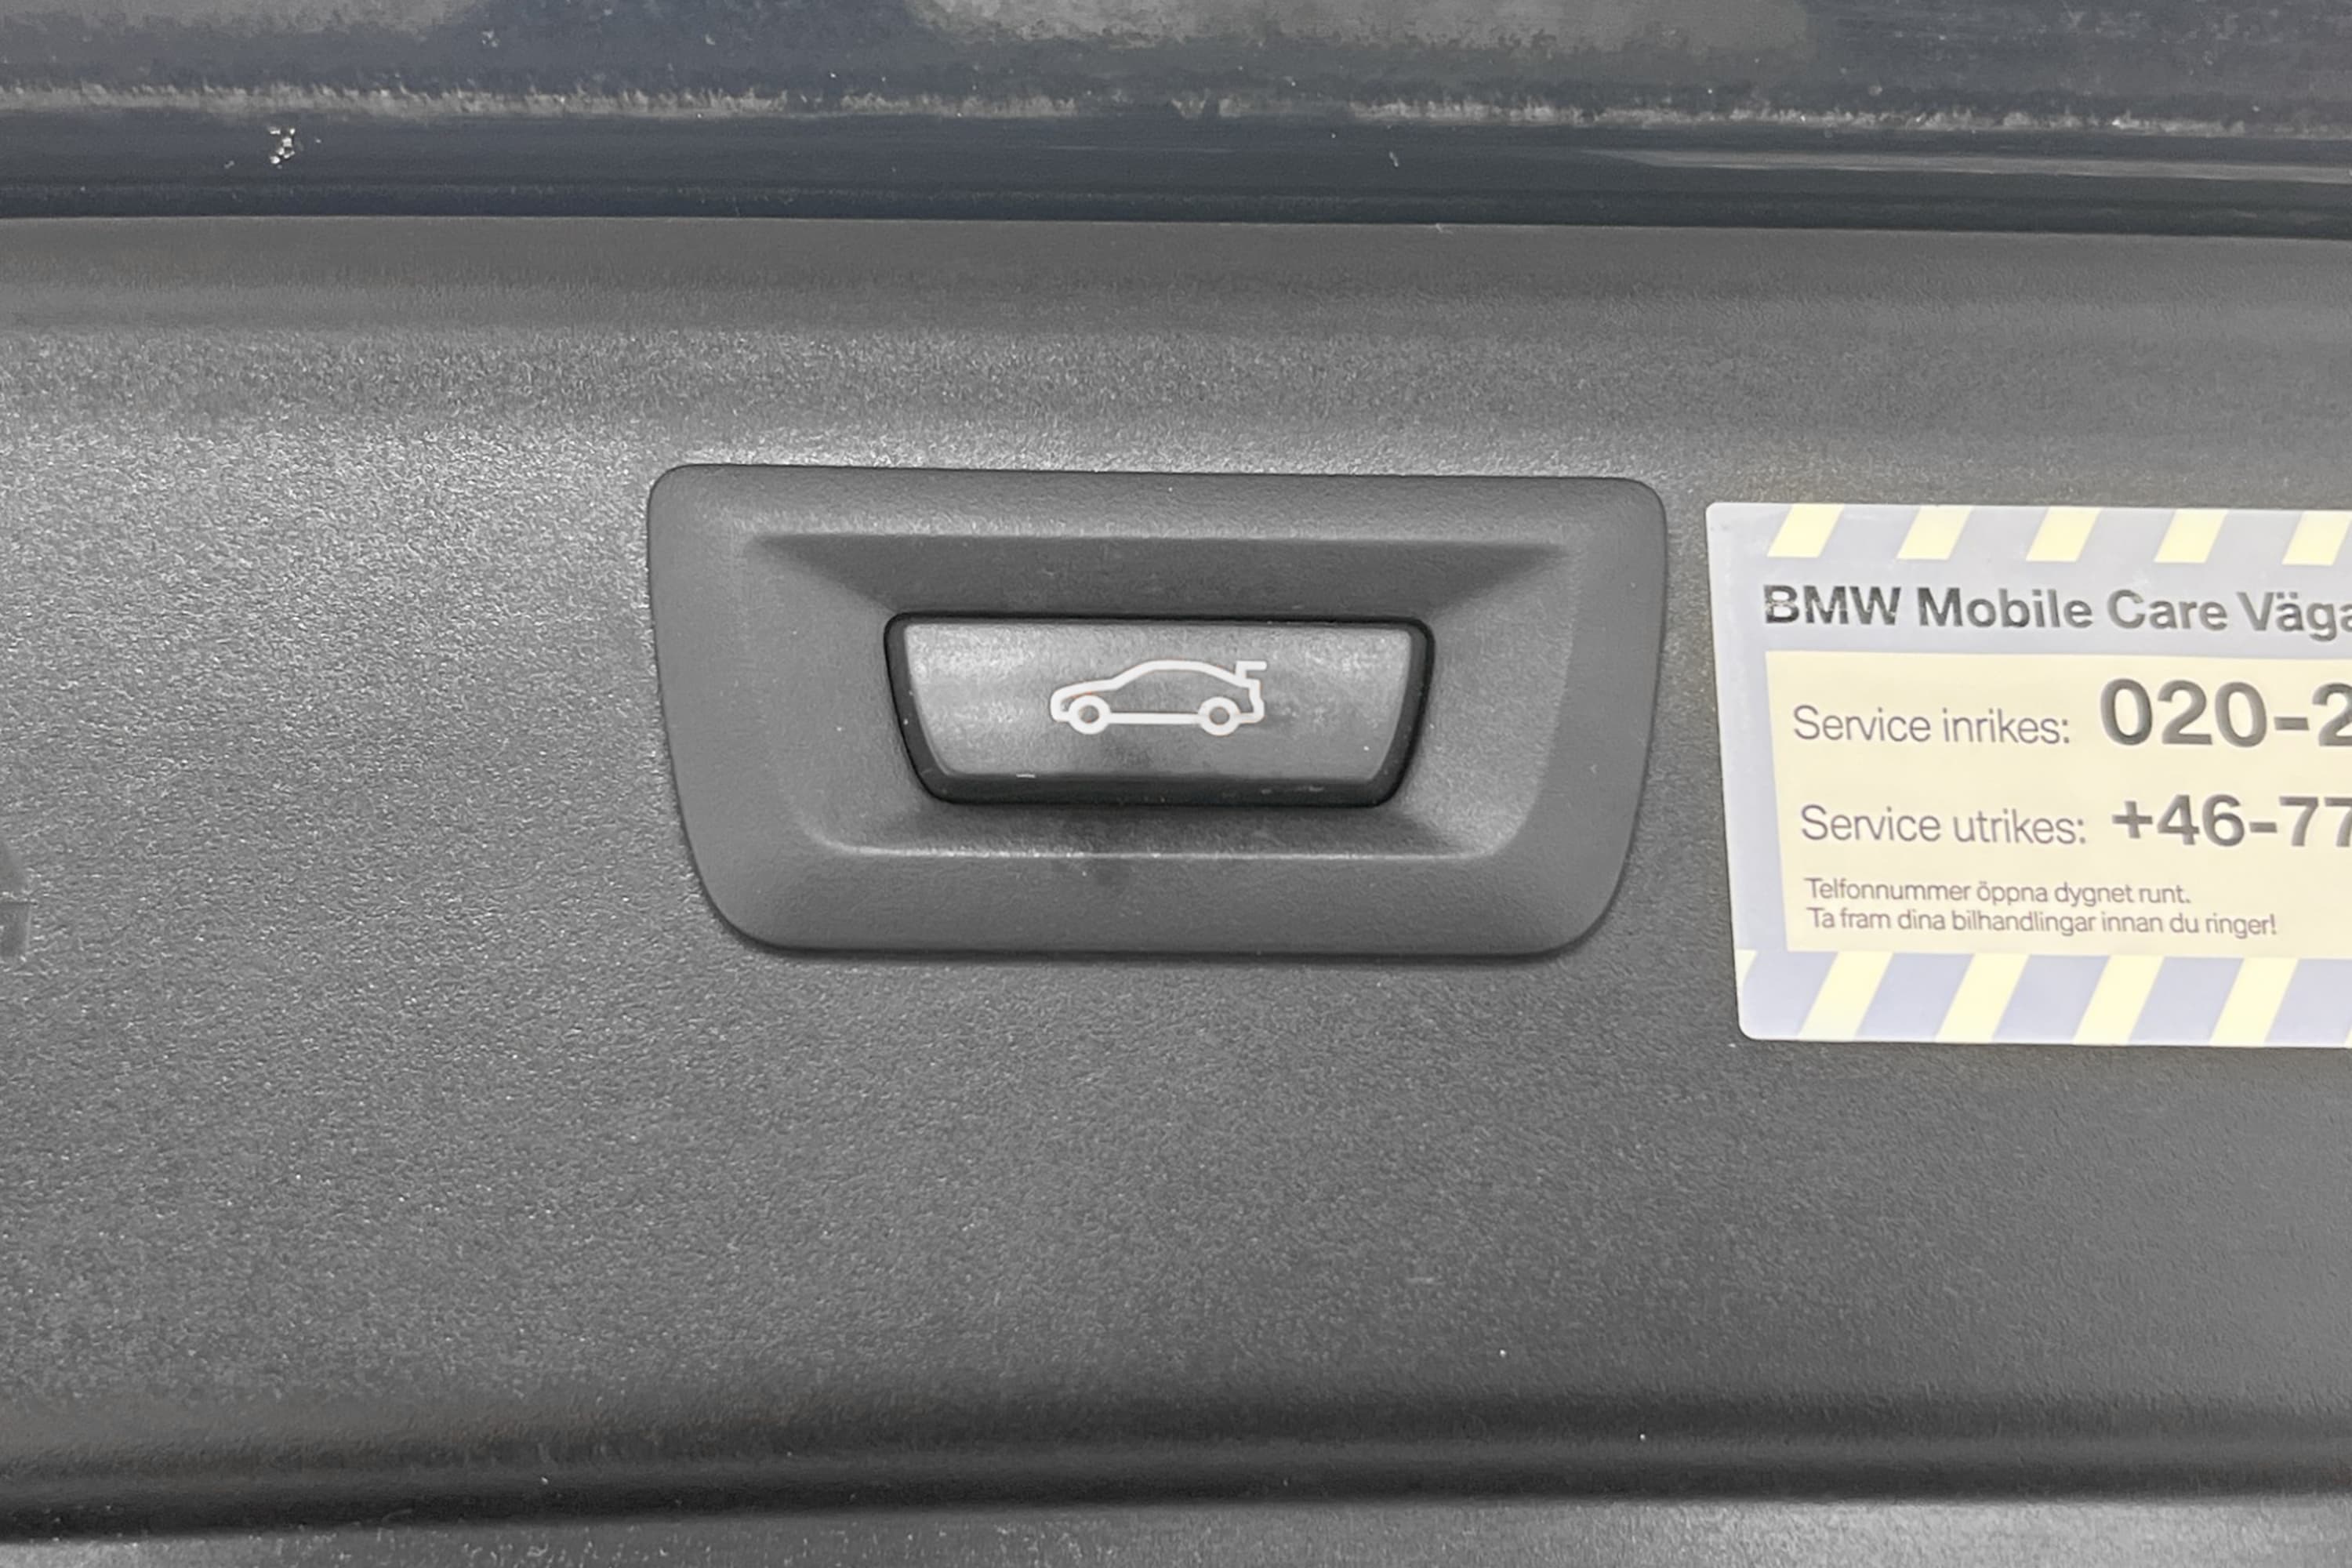 BMW Mobile Care
Service inrikes: 020-2
Service utrikes: +46-77
Telfonnummer öppna dygnet runt.
Ta fram dina bilhandlingar innan du ringer!